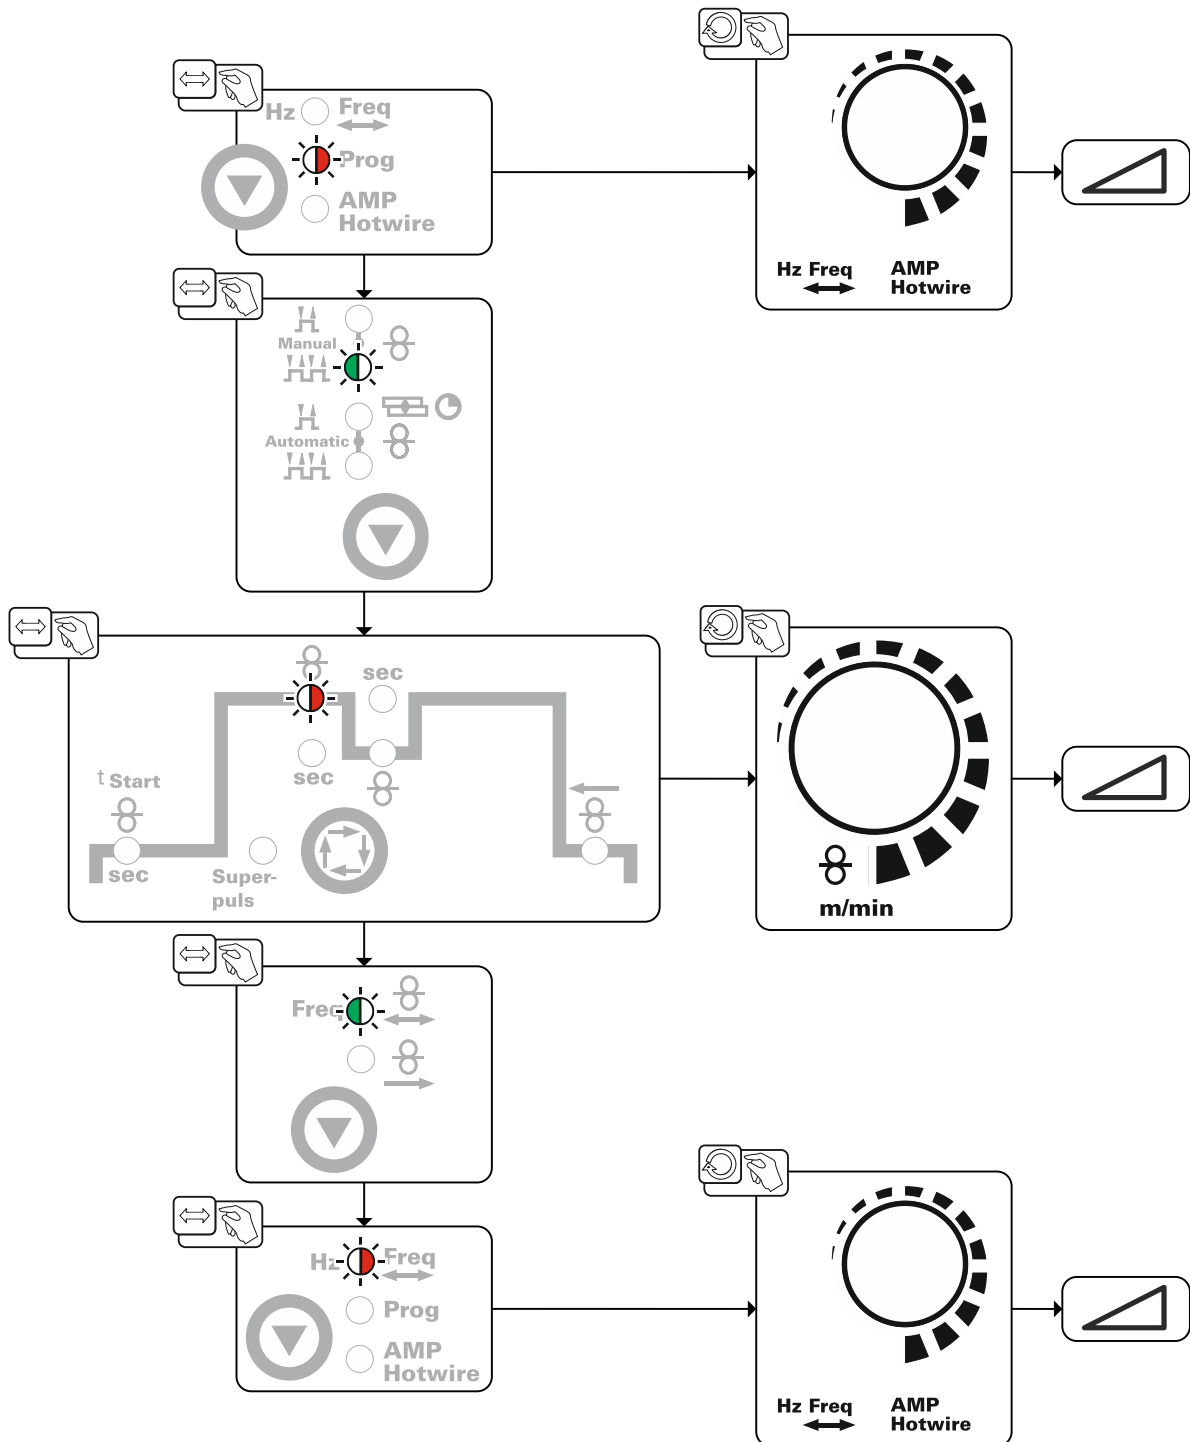 Hz Freq
Prog
AMP
Hotwire
Hz Freq AMP
Hotwire
Manual
Automatic
sec
sec
t Start
sec
Super-
puls
m/min
Freq
Hz Freq
Prog
AMP
Hotwire
Hz Freq AMP
Hotwire